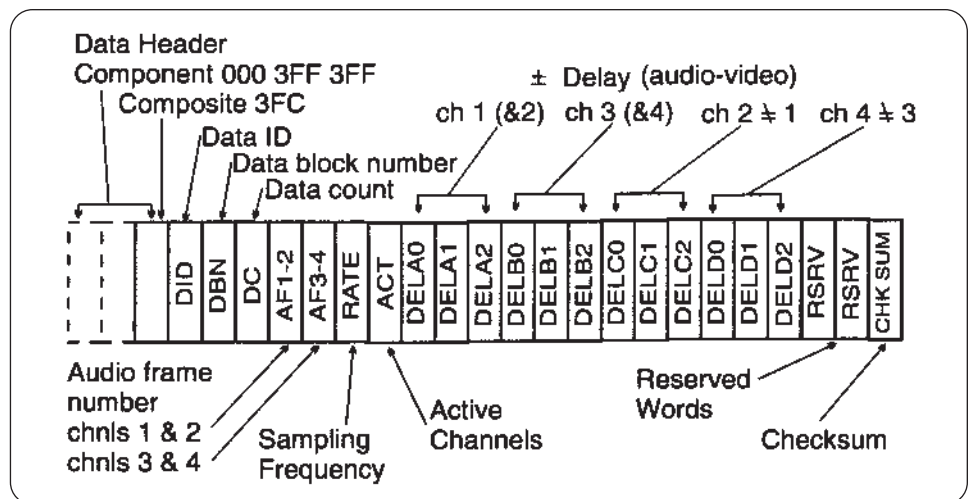 Data Header
Component 000 3FF 3FF
Composite 3FC
Data ID
Data block number
Data count
± Delay (audio-video)
ch 1 (&2) ch 3 (&4) ch 2 ≠ 1 ch 4 ≠ 3
DID
DBN
DC
AF1-2
AF3-4
RATE
ACT
DELA0
DELA1
DELA2
DELB0
DELB1
DELB2
DELC0
DELC1
DELC2
DELD0
DELD1
DELD2
RSRV
RSRV
CHK SUM
Audio frame
number
chnls 1 & 2
chnls 3 & 4
Sampling
Frequency
Active
Channels
Reserved
Words
Checksum